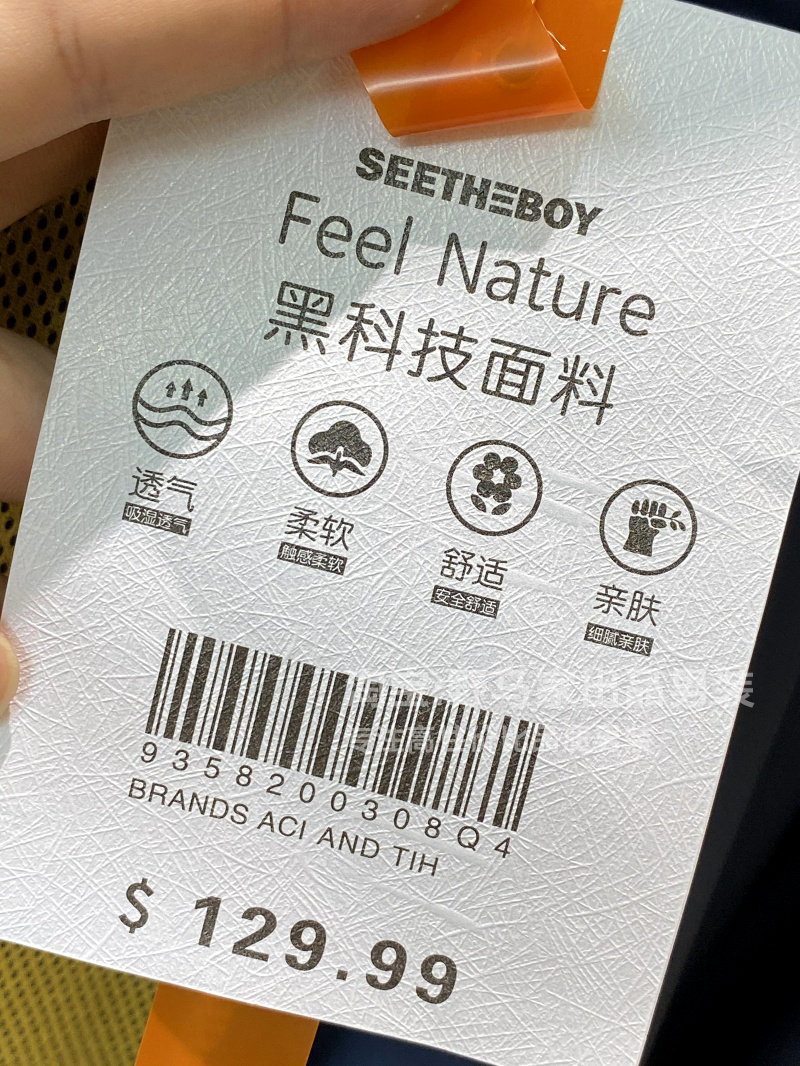 SEETHEBOY
Feel Nature
黑科技面料
透气
吸湿透气
柔软
触感柔软
舒适
安全舒适
亲肤
细腻亲肤
9358200308Q4
BRANDS ACI AND TIH
$ 129.99